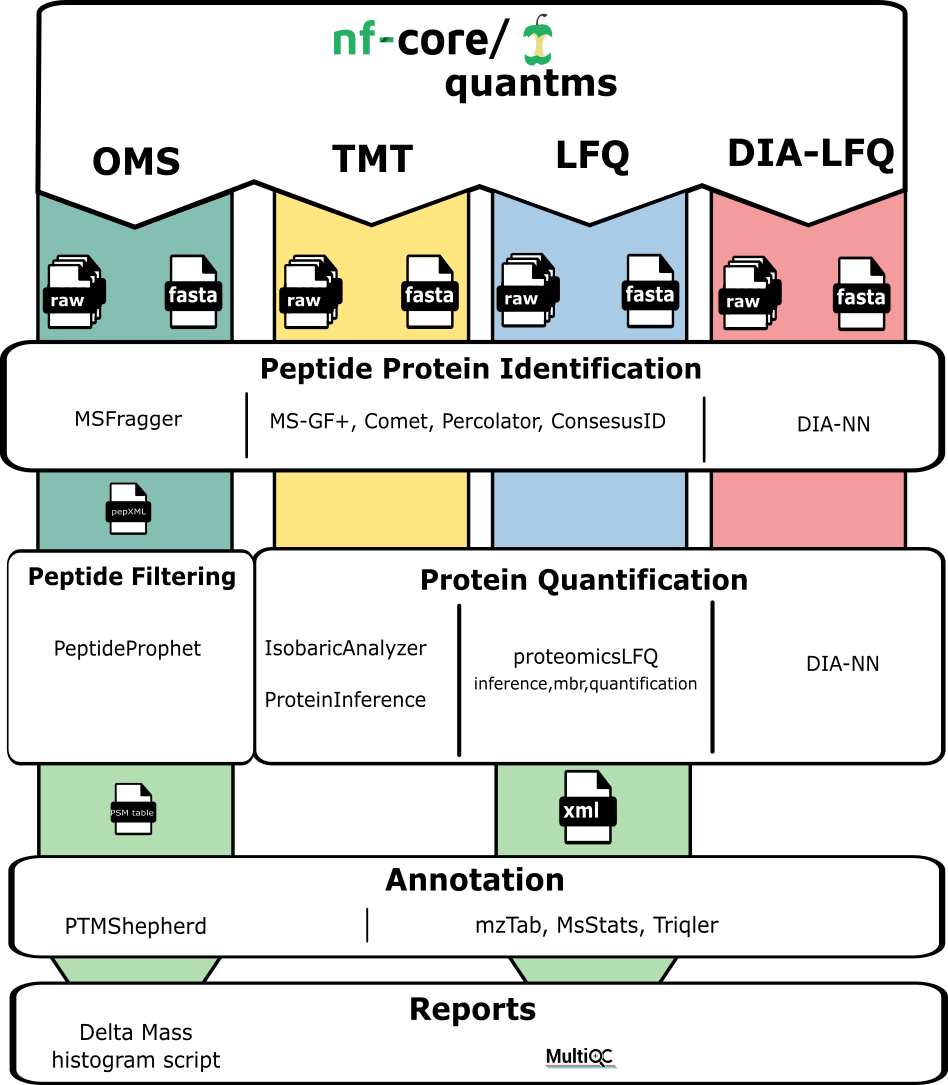 nf-core/
quantms
OMS
TMT
LFQ
DIA-LFQ
raw
fasta
raw
fasta
raw
fasta
raw
fasta
Peptide Protein Identification
MSFragger
MS-GF+, Comet, Percolator, ConsesusID
DIA-NN
pepXML
Peptide Filtering
PeptideProphet
Protein Quantification
IsobaricAnalyzer
ProteinInference
proteomicsLFQ
inference,mbr,quantification
DIA-NN
PSM table
xml
Annotation
PTMShepherd
mzTab, MsStats, Triqler
Reports
Delta Mass
histogram script
MultiQC